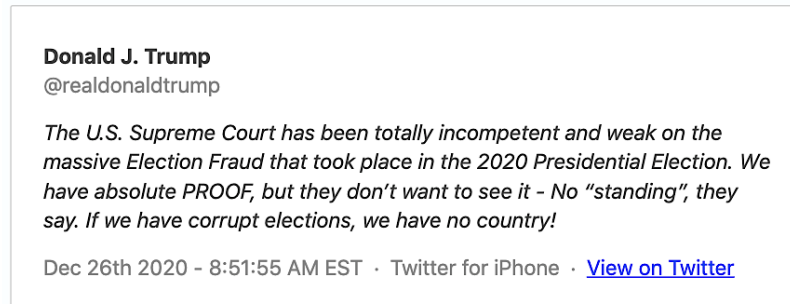 Donald J. Trump
@realdonaldtrump
The U.S. Supreme Court has been totally incompetent and weak on the
massive Election Fraud that took place in the 2020 Presidential Election. We
have absolute PROOF, but they don’t want to see it - No “standing”, they
say. If we have corrupt elections, we have no country!
Dec 26th 2020 - 8:51:55 AM EST · Twitter for iPhone · View on Twitter